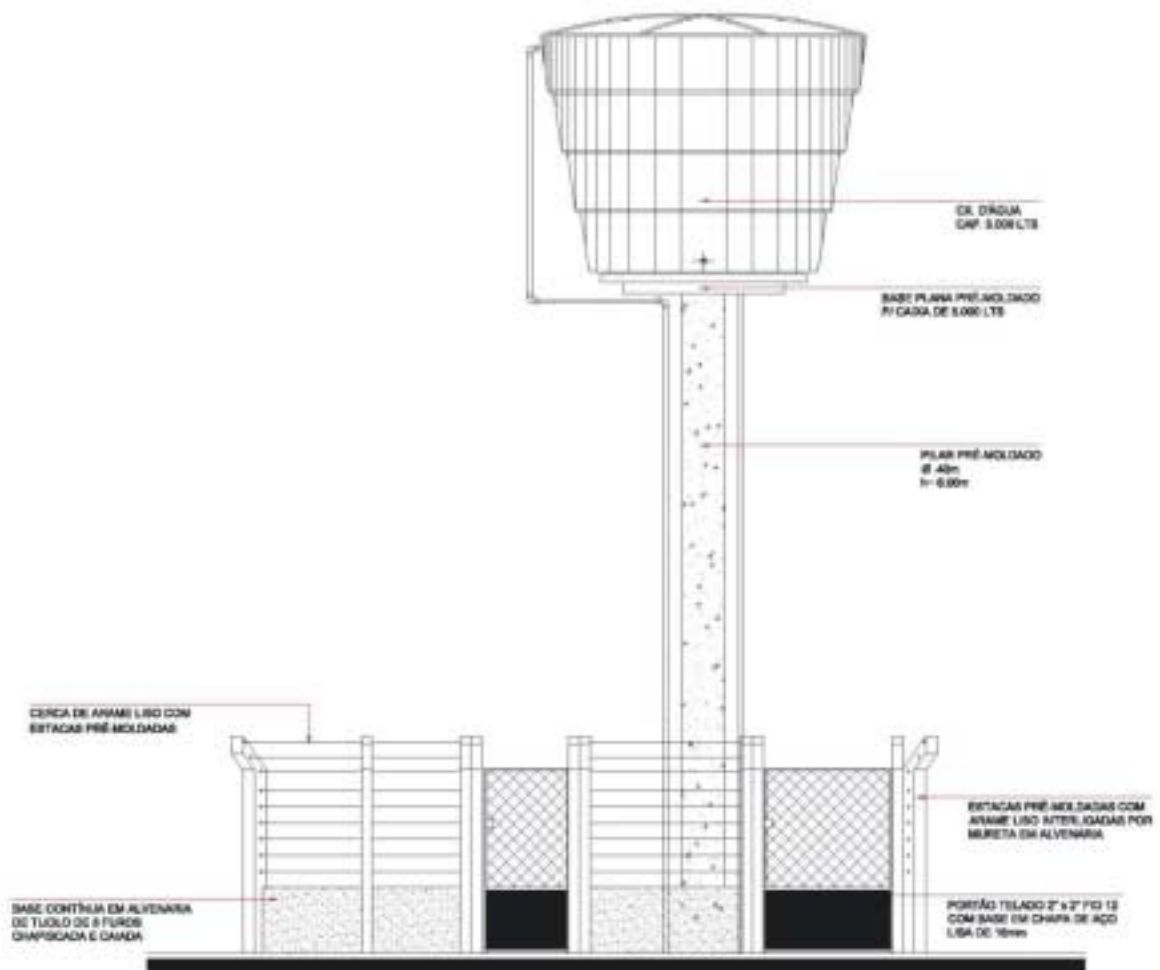 CX. D'ÁGUA
CAP. 5.000 LTS
BASE PLANA PRÉ-MOLDADO
P/ CAIXA DE 5.000 LTS
PILAR PRÉ-MOLDADO
Ø .40m
h= 6.00m
CERCA DE ARAME LISO COM
ESTACAS PRÉ-MOLDADAS
ESTACAS PRÉ-MOLDADAS COM
ARAME LISO INTERLIGADAS POR
MURETA EM ALVENARIA
BASE CONTÍNUA EM ALVENARIA
DE TIJOLO DE 8 FUROS
CHAPISCADA E CAIADA
PORTÃO TELADO 2" x 2" FIO 12
COM BASE EM CHAPA DE AÇO
LISA DE